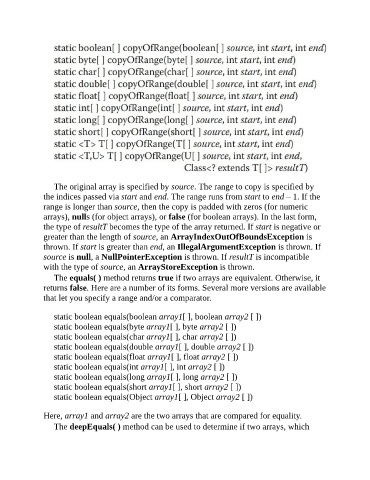 static boolean[ ] copyOfRange(boolean[ ] source, int start, int end)
static byte[ ] copyOfRange(byte[ ] source, int start, int end)
static char[ ] copyOfRange(char[ ] source, int start, int end)
static double[ ] copyOfRange(double[ ] source, int start, int end)
static float[ ] copyOfRange(float[ ] source, int start, int end)
static int[ ] copyOfRange(int[ ] source, int start, int end)
static long[ ] copyOfRange(long[ ] source, int start, int end)
static short[ ] copyOfRange(short[ ] source, int start, int end)
static <T> T[ ] copyOfRange(T[ ] source, int start, int end)
static <T,U> T[ ] copyOfRange(U[ ] source, int start, int end,
Class<? extends T[ ]> resultT)
The original array is specified by source. The range to copy is specified by
the indices passed via start and end. The range runs from start to end – 1. If the
range is longer than source, then the copy is padded with zeros (for numeric
arrays), nulls (for object arrays), or false (for boolean arrays). In the last form,
the type of resultT becomes the type of the array returned. If start is negative or
greater than the length of source, an ArrayIndexOutOfBoundsException is
thrown. If start is greater than end, an IllegalArgumentException is thrown. If
source is null, a NullPointerException is thrown. If resultT is incompatible
with the type of source, an ArrayStoreException is thrown.
The equals( ) method returns true if two arrays are equivalent. Otherwise, it
returns false. Here are a number of its forms. Several more versions are available
that let you specify a range and/or a comparator.
static boolean equals(boolean array1[ ], boolean array2 [ ])
static boolean equals(byte array1[ ], byte array2 [ ])
static boolean equals(char array1[ ], char array2 [ ])
static boolean equals(double array1[ ], double array2 [ ])
static boolean equals(float array1[ ], float array2 [ ])
static boolean equals(int array1[ ], int array2 [ ])
static boolean equals(long array1[ ], long array2 [ ])
static boolean equals(short array1[ ], short array2 [ ])
static boolean equals(Object array1[ ], Object array2 [ ])
Here, array1 and array2 are the two arrays that are compared for equality.
The deepEquals( ) method can be used to determine if two arrays, which